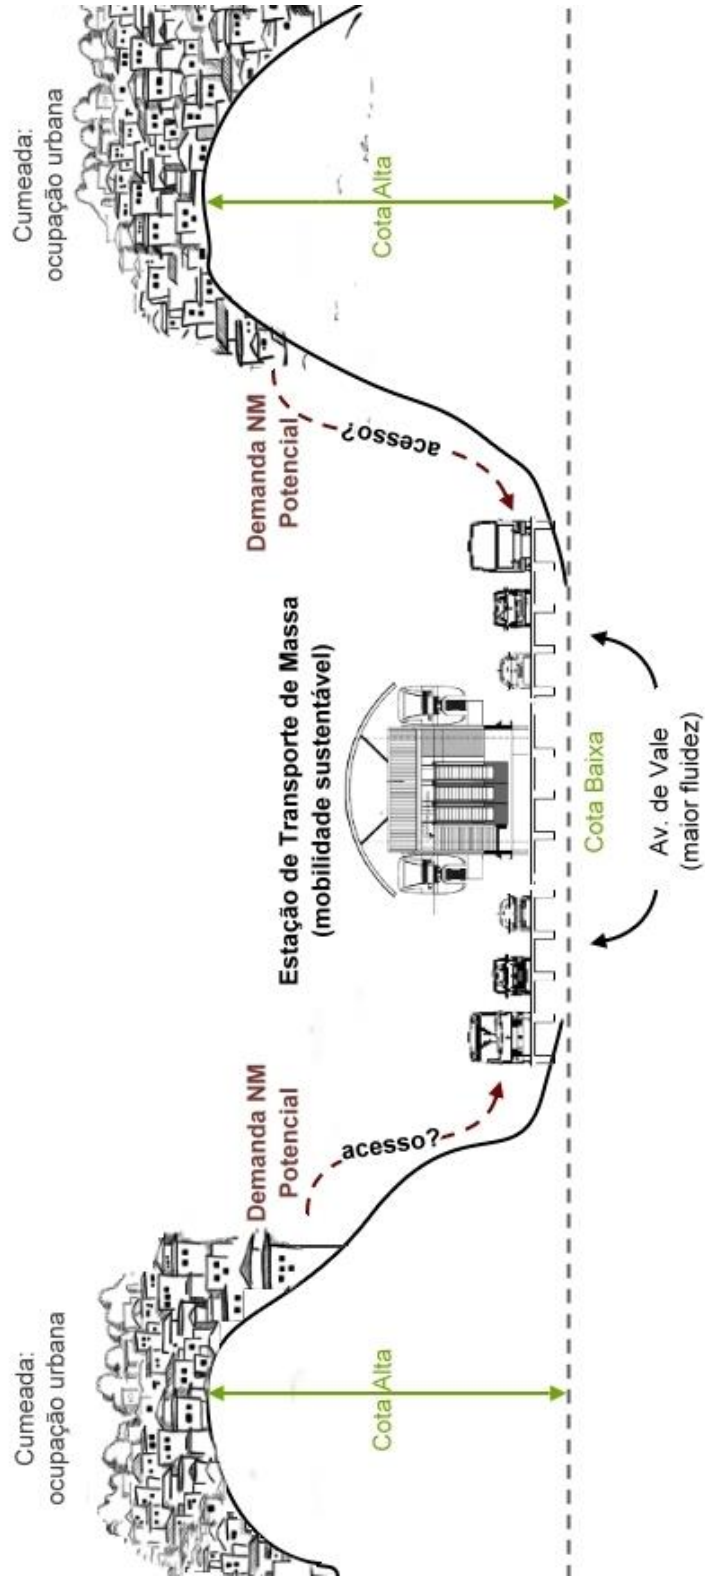 Cumeada:
ocupação urbana
Cumeada:
ocupação urbana
Demanda NM
Potencial
acesso?
Estação de Transporte de Massa
(mobilidade sustentável)
Demanda NM
Potencial
acesso?
Cota Alta
Cota Baixa
Cota Alta
Av. de Vale
(maior fluidez)